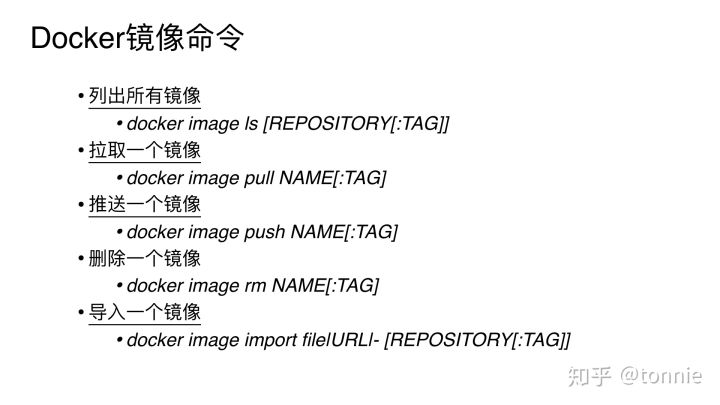 Docker镜像命令
• 列出所有镜像
• docker image ls [REPOSITORY[:TAG]]
• 拉取一个镜像
• docker image pull NAME[:TAG]
• 推送一个镜像
• docker image push NAME[:TAG]
• 删除一个镜像
• docker image rm NAME[:TAG]
• 导入一个镜像
• docker image import file|URL|- [REPOSITORY[:TAG]]
知乎 @tonnie